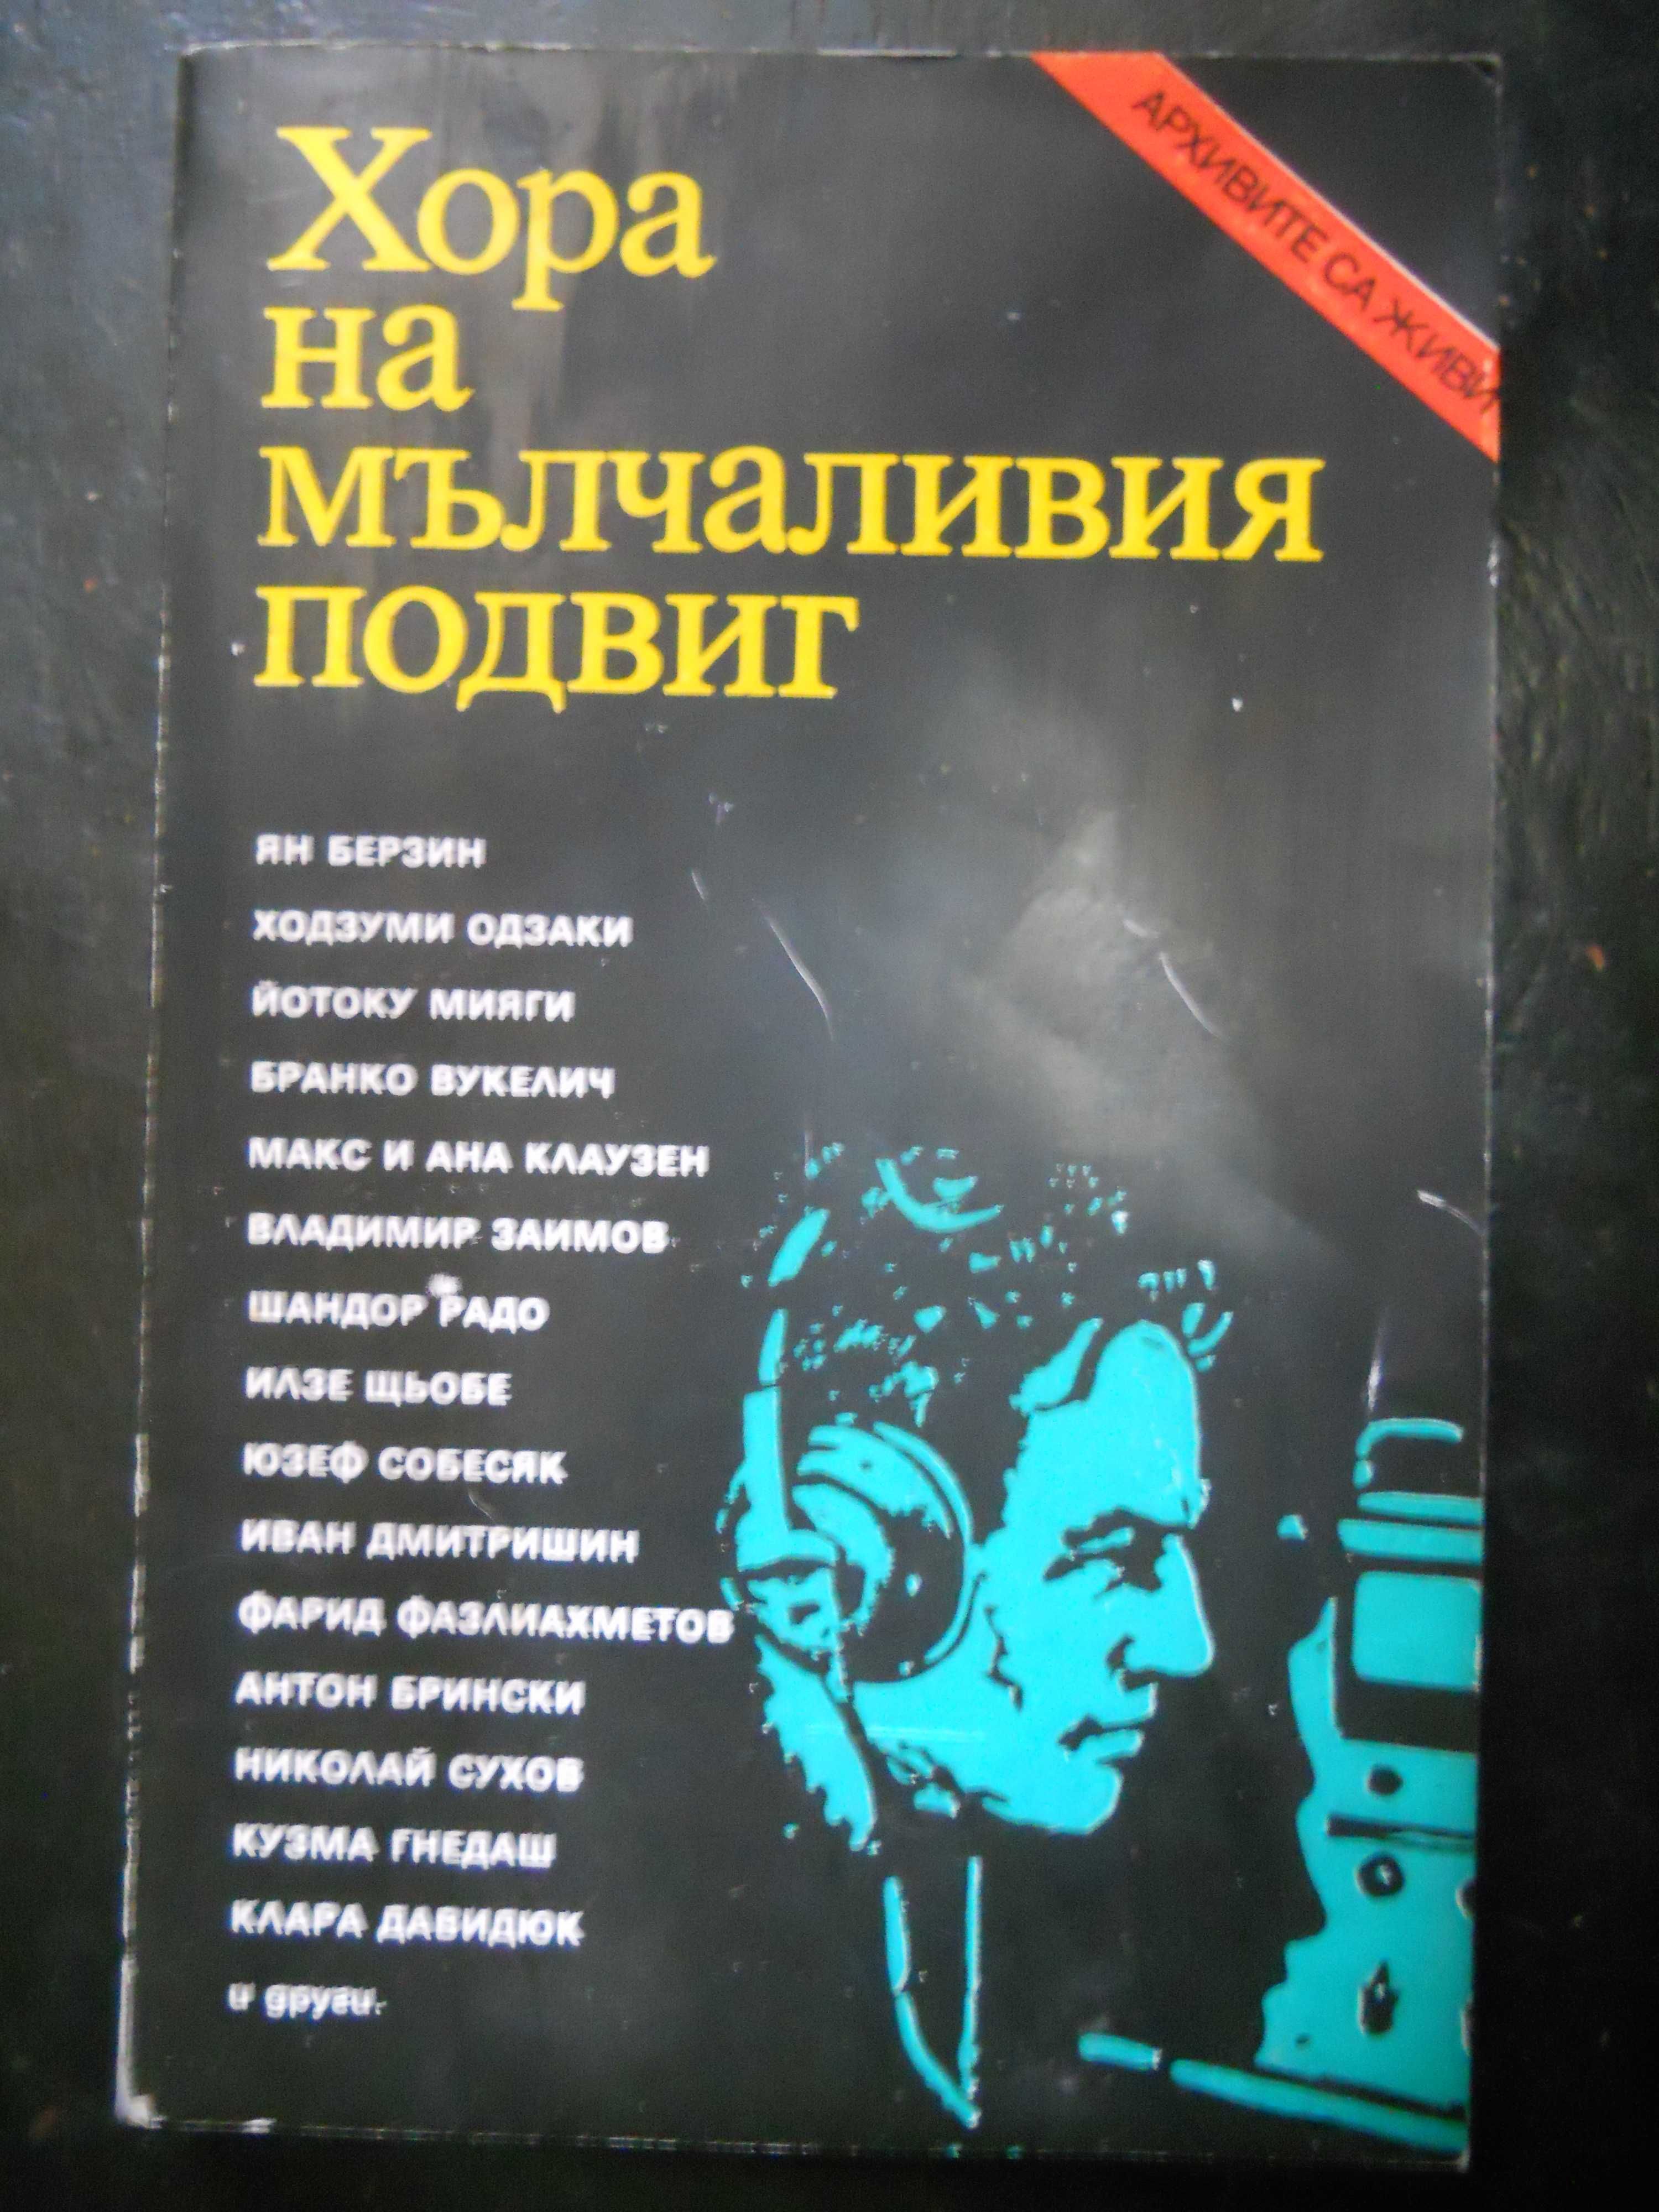 АРХИВИТЕ СА ЖИВИ
Хора
на
мълчаливия
подвиг
ЯН БЕРЗИН
ХОДЗУМИ ОДЗАКИ
ЙОТОКУ МИЯГИ
БРАНКО ВУКЕЛИЧ
МАКС И АНА КЛАУЗЕН
ВЛАДИМИР ЗАИМОВ
ШАНДОР РАДО
ИЛЗЕ ЩЬОБЕ
ЮЗЕФ СОБЕСЯК
ИВАН ДМИТРИШИН
ФАРИД ФАЗЛИАХМЕТОВ
АНТОН БРИНСКИ
НИКОЛАЙ СУХОВ
КУЗМА ГНЕДАШ
КЛАРА ДАВИДЮК
и други.